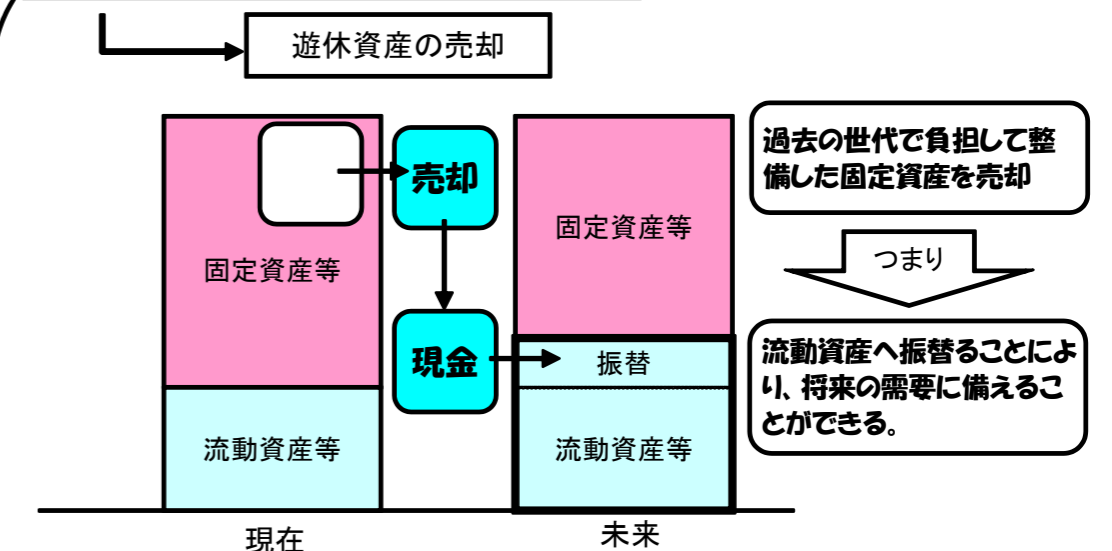 遊休資産の売却
売却
固定資産等
現金
流動資産等
現在
固定資産等
振替
流動資産等
未来
過去の世代で負担して整
備した固定資産を売却
つまり
流動資産へ振替ることによ
り、将来の需要に備えるこ
とができる。